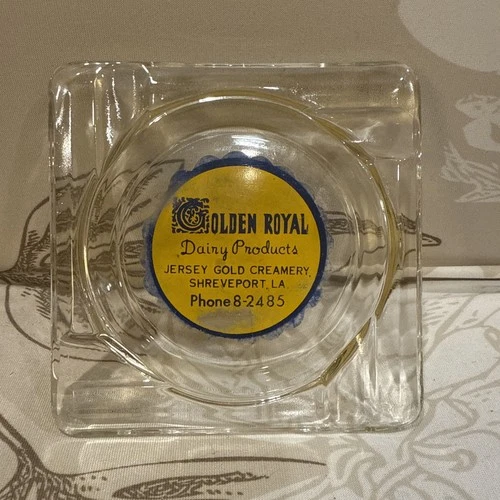 GOLDEN ROYAL
Dairy Products
JERSEY GOLD CREAMERY,
SHREVEPORT, LA
Phone 8-2485